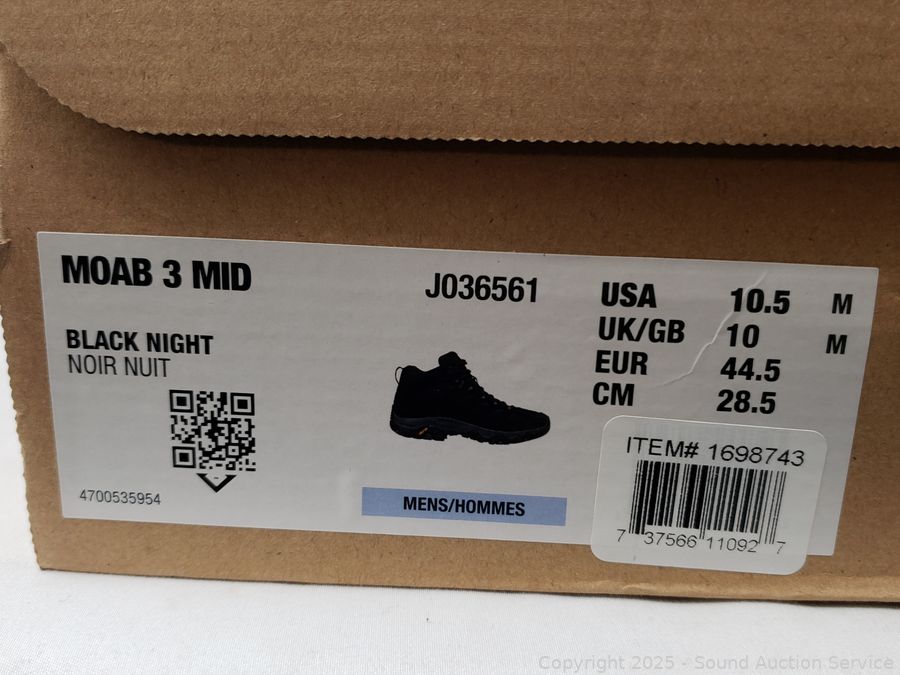 MOAB 3 MID
J036561
BLACK NIGHT
NOIR NUIT
4700535954
MENS/HOMMES
USA 10.5 M
UK/GB 10 M
EUR 44.5
CM 28.5
ITEM# 1698743
7 37566 11092 7
Copyright 2025 - Sound Auction Service